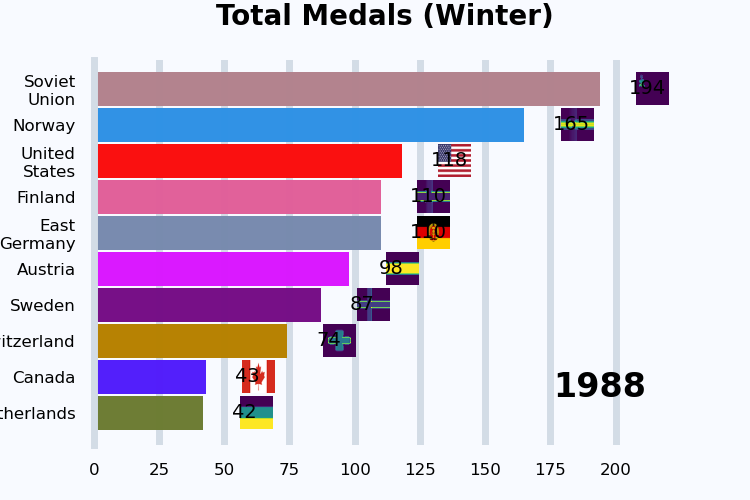 Total Medals (Winter)
Soviet
Union
194
Norway
165
United
States
118
Finland
110
East
Germany
110
Austria
98
Sweden
87
itzerland
74
Canada
43
1988
therlands
42
0 25 50 75 100 125 150 175 200